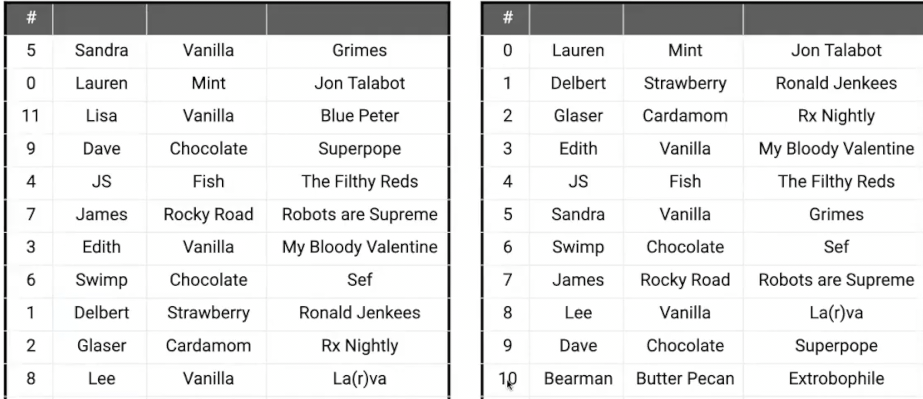 #
5 Sandra Vanilla Grimes
0 Lauren Mint Jon Talabot
11 Lisa Vanilla Blue Peter
9 Dave Chocolate Superpope
4 JS Fish The Filthy Reds
7 James Rocky Road Robots are Supreme
3 Edith Vanilla My Bloody Valentine
6 Swimp Chocolate Sef
1 Delbert Strawberry Ronald Jenkees
2 Glaser Cardamom Rx Nightly
8 Lee Vanilla La(r)va
#
0 Lauren Mint Jon Talabot
1 Delbert Strawberry Ronald Jenkees
2 Glaser Cardamom Rx Nightly
3 Edith Vanilla My Bloody Valentine
4 JS Fish The Filthy Reds
5 Sandra Vanilla Grimes
6 Swimp Chocolate Sef
7 James Rocky Road Robots are Supreme
8 Lee Vanilla La(r)va
9 Dave Chocolate Superpope
10 Bearman Butter Pecan Extrobophile